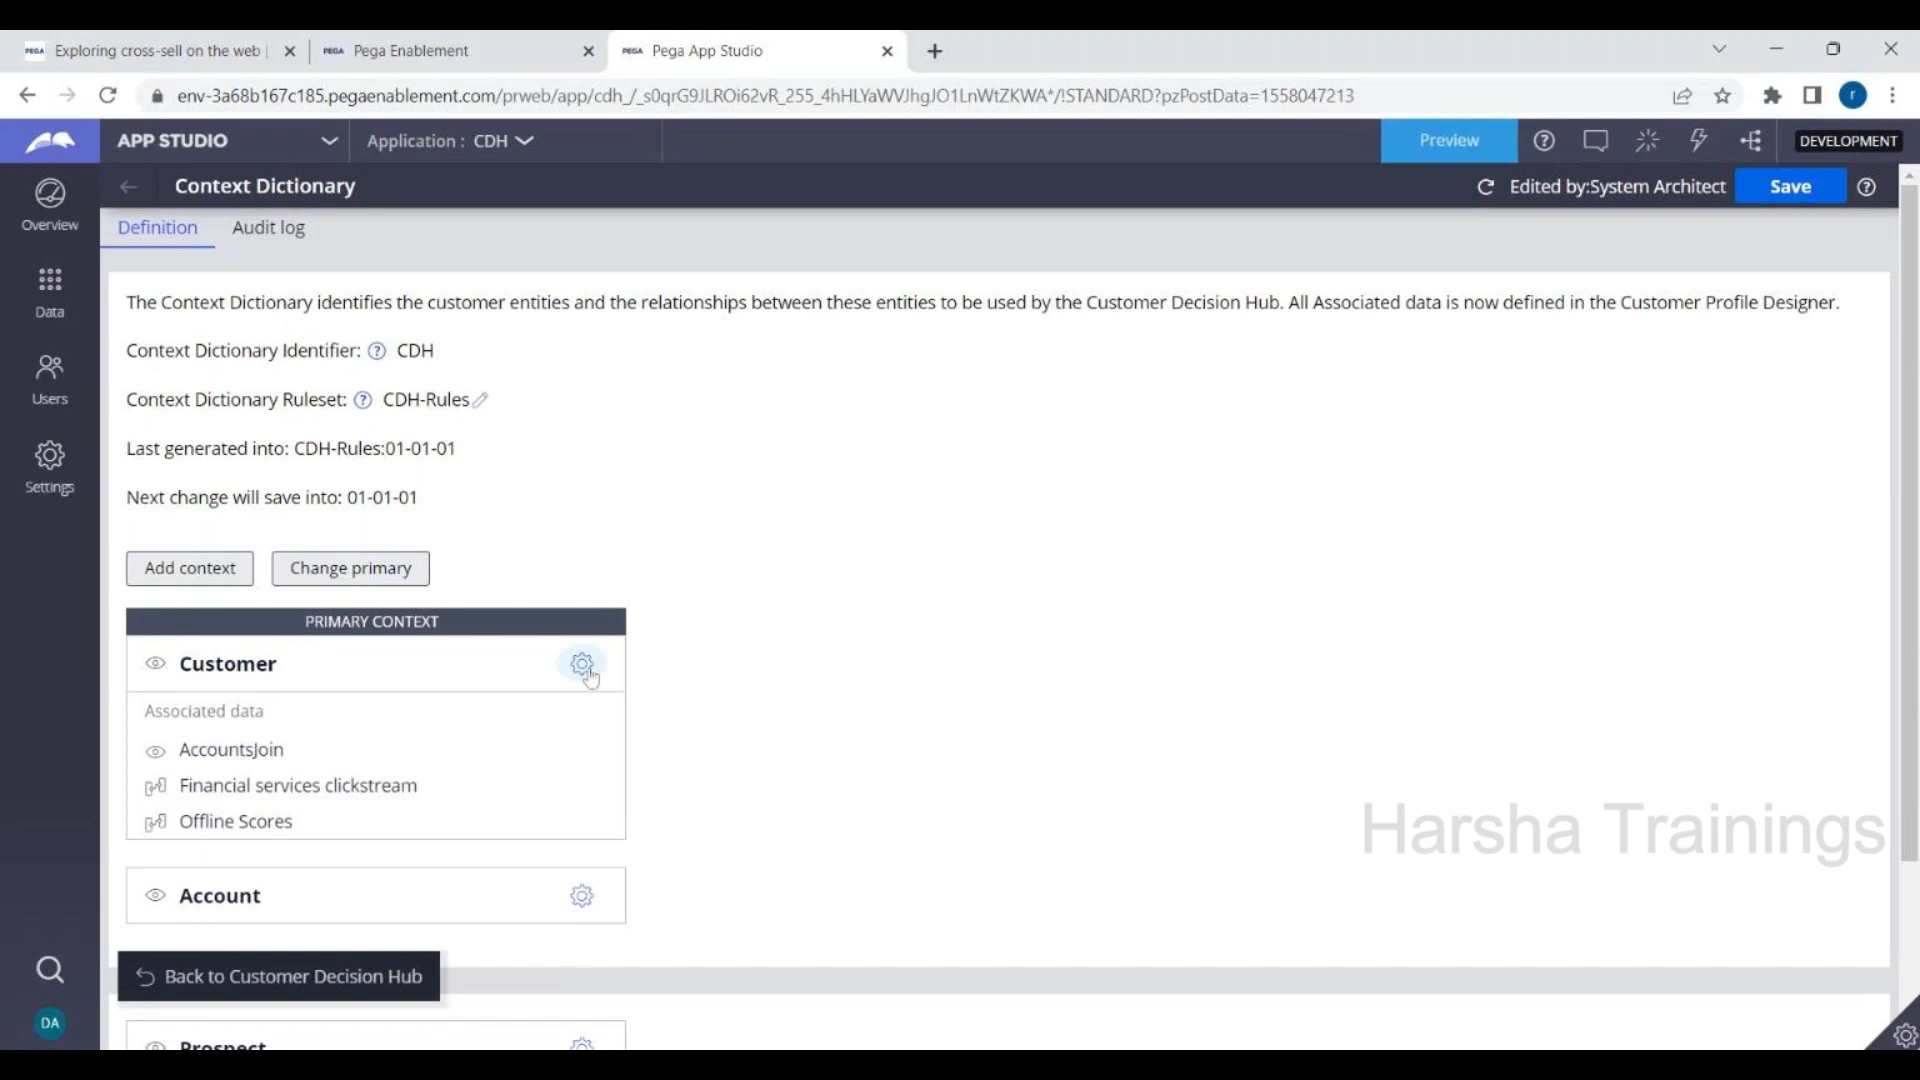 PEGA Exploring cross-sell on the web |
PEGA Pega Enablement
PEGA Pega App Studio
env-3a68b167c185.pegaenablement.com/prweb/app/cdh_/_s0qrG9JLROi62vR_255_4hHLYaWVJhgJO1LnWtZKWA*/!STANDARD?pzPostData=1558047213
r
APP STUDIO
Application : CDH
Preview
DEVELOPMENT
Context Dictionary
Edited by:System Architect
Save
Overview
Data
Users
Settings
DA
Definition
Audit log
The Context Dictionary identifies the customer entities and the relationships between these entities to be used by the Customer Decision Hub. All Associated data is now defined in the Customer Profile Designer.
Context Dictionary Identifier: ? CDH
Context Dictionary Ruleset: ? CDH-Rules
Last generated into: CDH-Rules:01-01-01
Next change will save into: 01-01-01
Add context
Change primary
PRIMARY CONTEXT
Customer
Associated data
AccountsJoin
Financial services clickstream
Offline Scores
Harsha Trainings
Account
Back to Customer Decision Hub
Prospect